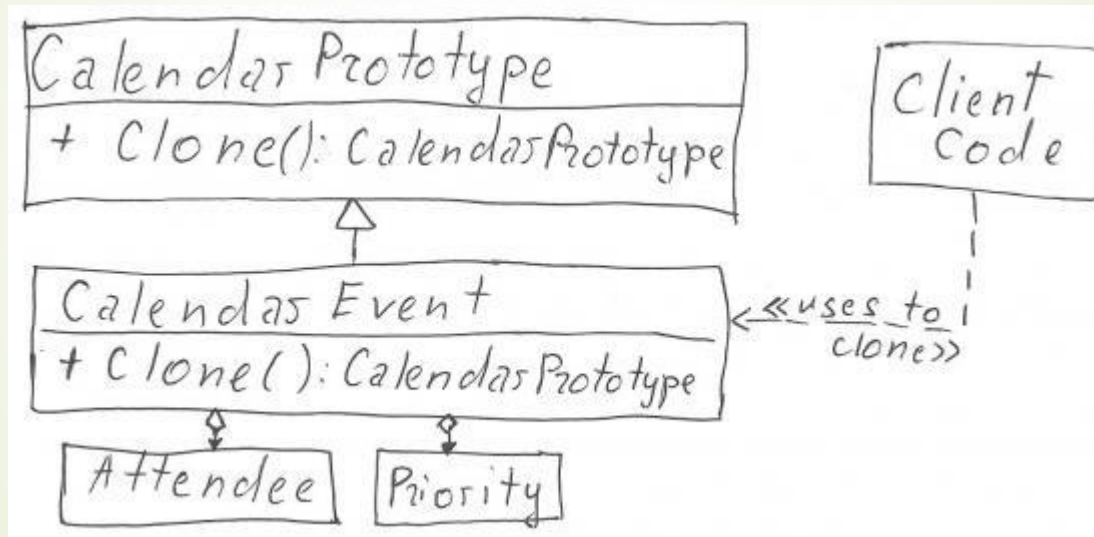 Calendar Prototype
+ Clone(): CalendarPrototype
Client
Code
Calendar Event
+ Clone(): CalendarPrototype
<<uses to
clone>>
Attendee
Priority